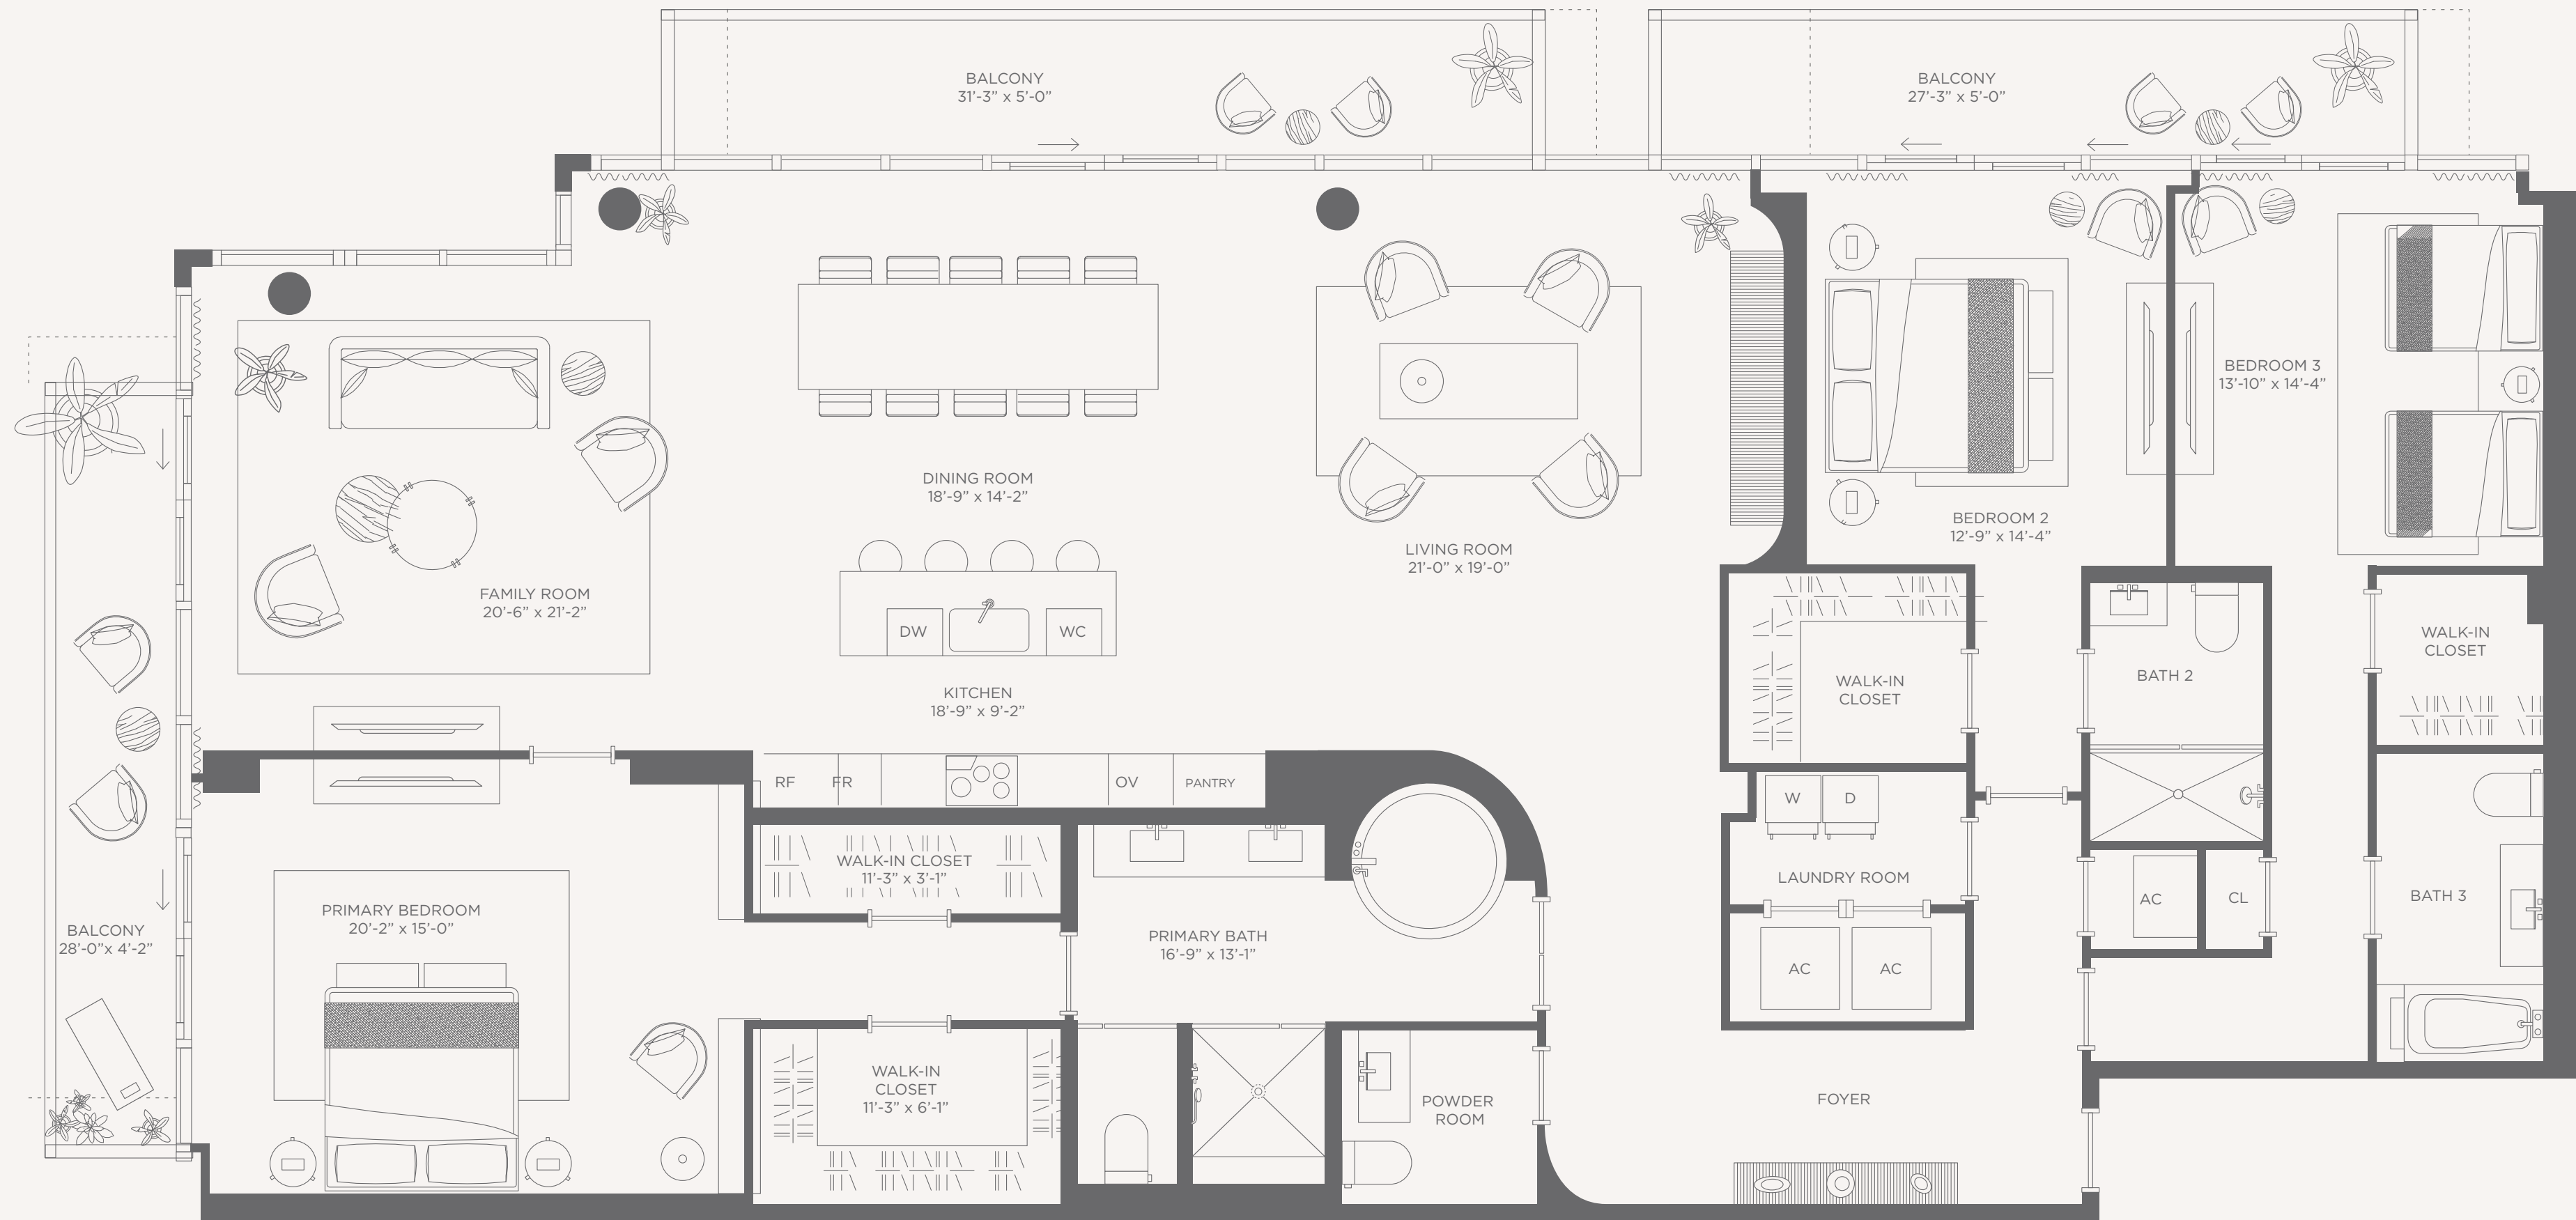 BALCONY
31'-3" x 5'-0"
BALCONY
27'-3" x 5'-0"
BEDROOM 3
13'-10" x 14'-4"
DINING ROOM
18'-9" x 14'-2"
BEDROOM 2
12'-9" x 14'-4"
LIVING ROOM
21'-0" x 19'-0"
FAMILY ROOM
20'-6" x 21'-2"
DW
WC
WALK-IN
CLOSET
BATH 2
WALK-IN
CLOSET
KITCHEN
18'-9" x 9'-2"
RF
FR
OV
PANTRY
W
D
WALK-IN CLOSET
11'-3" x 3'-1"
LAUNDRY ROOM
AC
CL
BATH 3
PRIMARY BEDROOM
20'-2" x 15'-0"
BALCONY
28'-0"x 4'-2"
PRIMARY BATH
16'-9" x 13'-1"
AC
AC
WALK-IN
CLOSET
11'-3" x 6'-1"
POWDER
ROOM
FOYER